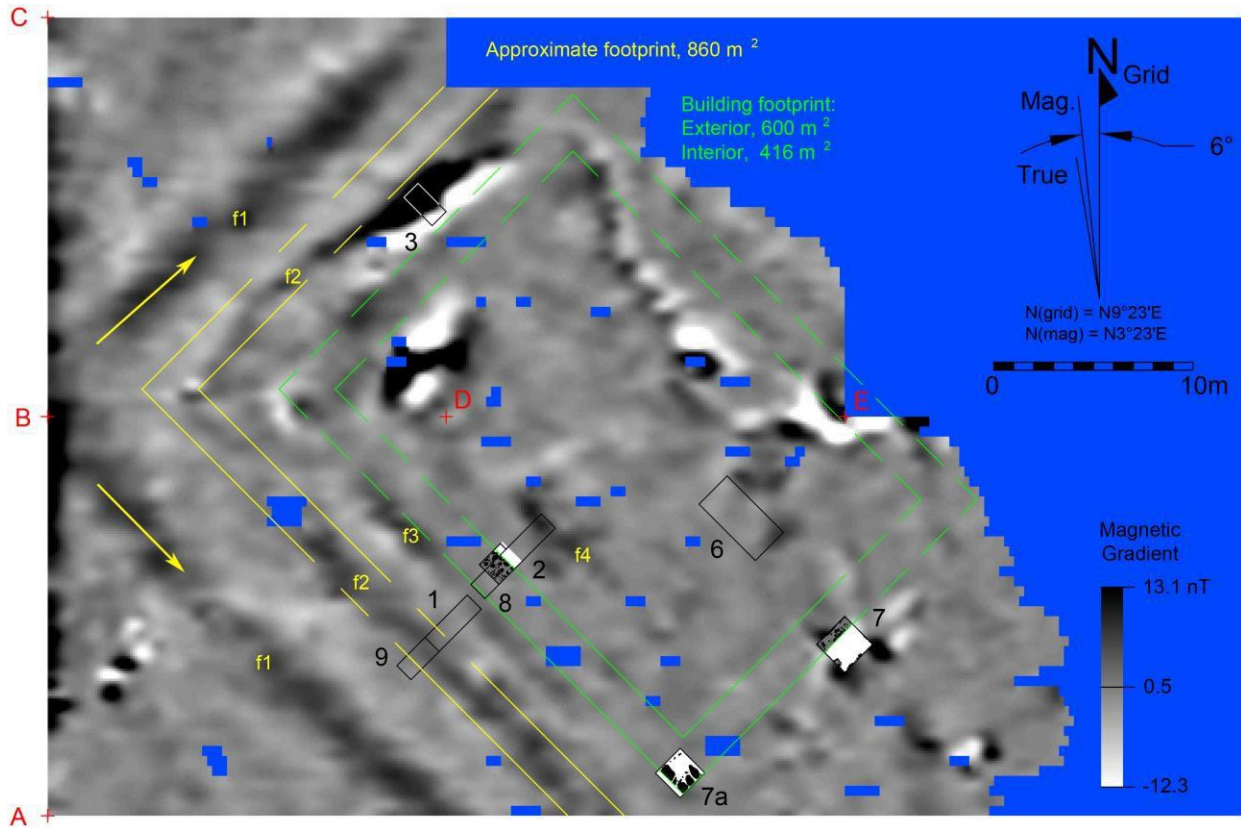 C
Approximate footprint, 860 m ²
Building footprint:
Exterior, 600 m ²
Interior, 416 m ²
N Grid
Mag.
True
6°
N(grid) = N9°23'E
N(mag) = N3°23'E
0 10m
f1
3
f2
B
D
E
f3
f4
6
2
8
1
f2
9
7
f1
Magnetic
Gradient
13.1 nT
0.5
-12.3
7a
A